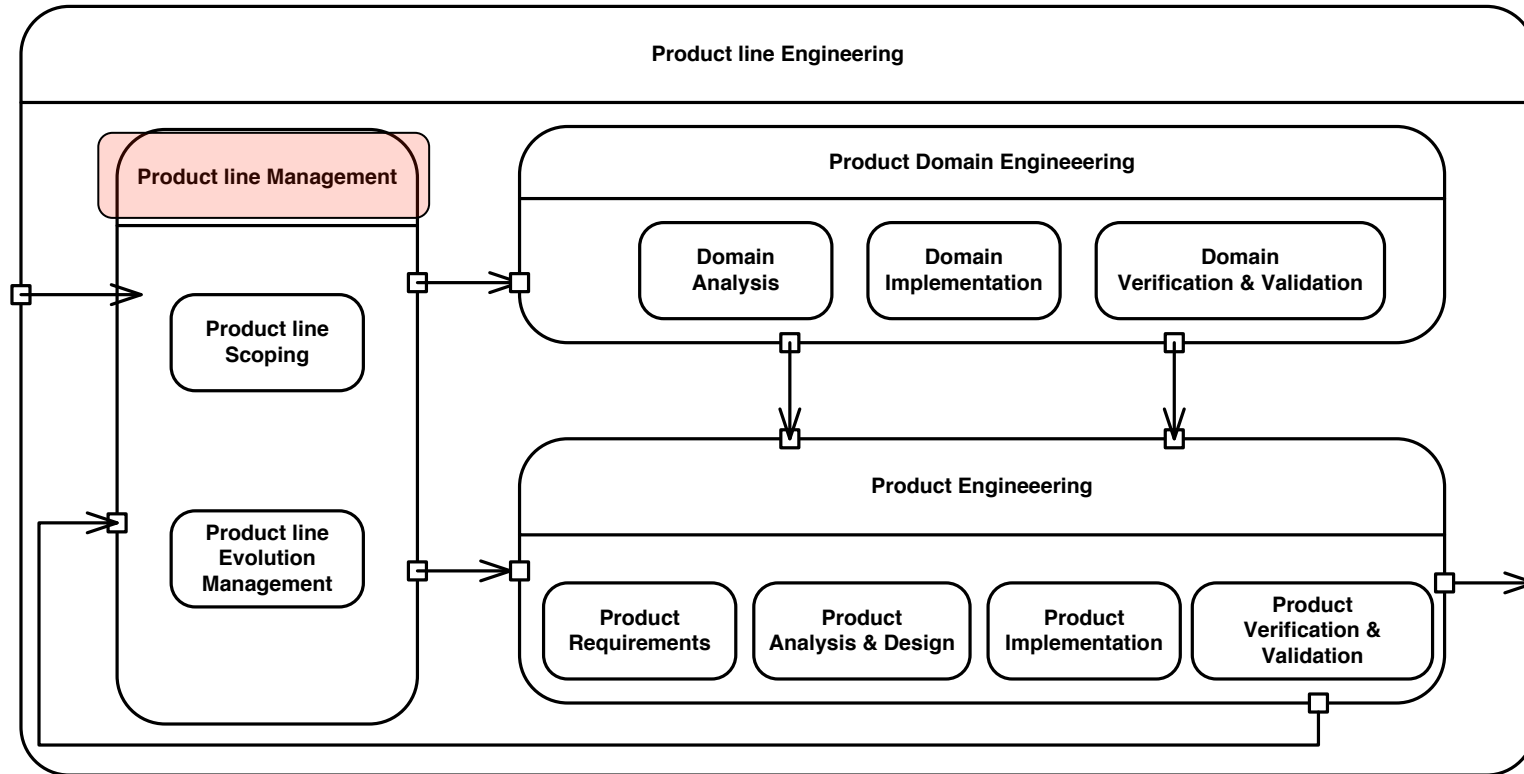 Product line Engineering
Product line Management
Product line
Scoping
Product line
Evolution
Management
Product Domain Engineeering
Domain
Analysis
Domain
Implementation
Domain
Verification & Validation
Product Engineeering
Product
Requirements
Product
Analysis & Design
Product
Implementation
Product
Verification &
Validation